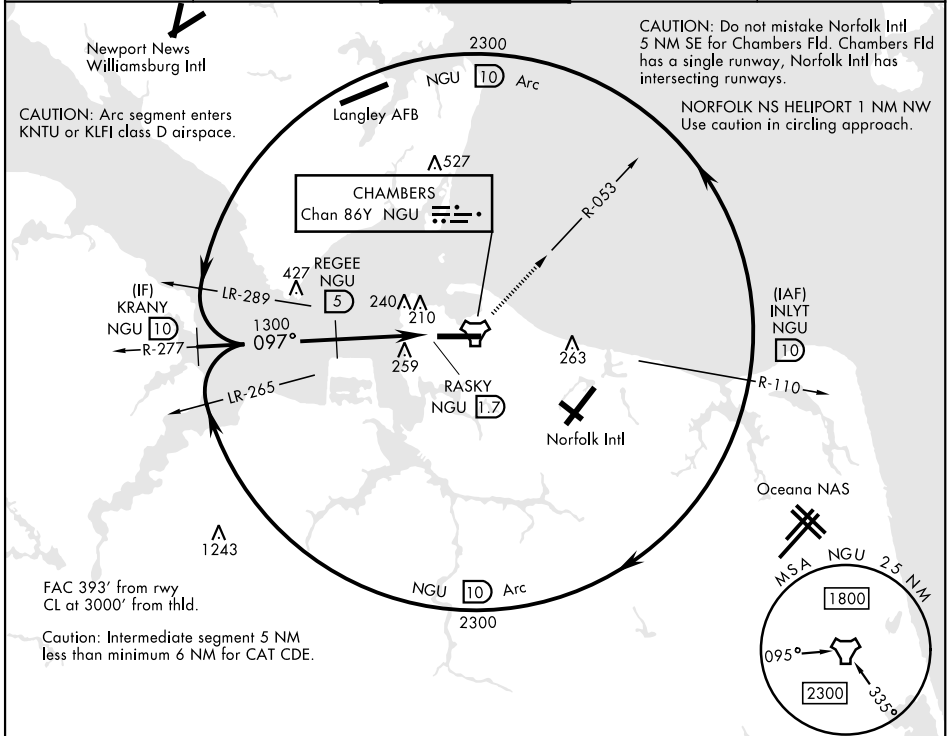 2300
NGU 10 Arc
CAUTION: Do not mistake Norfolk Intl
5 NM SE for Chambers Fld. Chambers Fld
has a single runway, Norfolk Intl has
intersecting runways.
NORFOLK NS HELIPORT 1 NM NW
Use caution in circling approach.
Newport News
Williamsburg Intl
CAUTION: Arc segment enters
KNTU or KLFI class D airspace.
Langley AFB
527
CHAMBERS
Chan 86Y NGU
R-053
427
REGEE
NGU
5
LR-289
240
210
(IF)
KRANY
NGU 10
R-277
1300
097°
259
263
(IAF)
INLYT
NGU
10
R-110
LR-265
RASKY
NGU 1.7
Norfolk Intl
Oceana NAS
1243
FAC 393' from rwy
CL at 3000' from thld.
Caution: Intermediate segment 5 NM
less than minimum 6 NM for CAT CDE.
NGU 10 Arc
2300
MSA NGU 25 NM
1800
095°
2300
335°